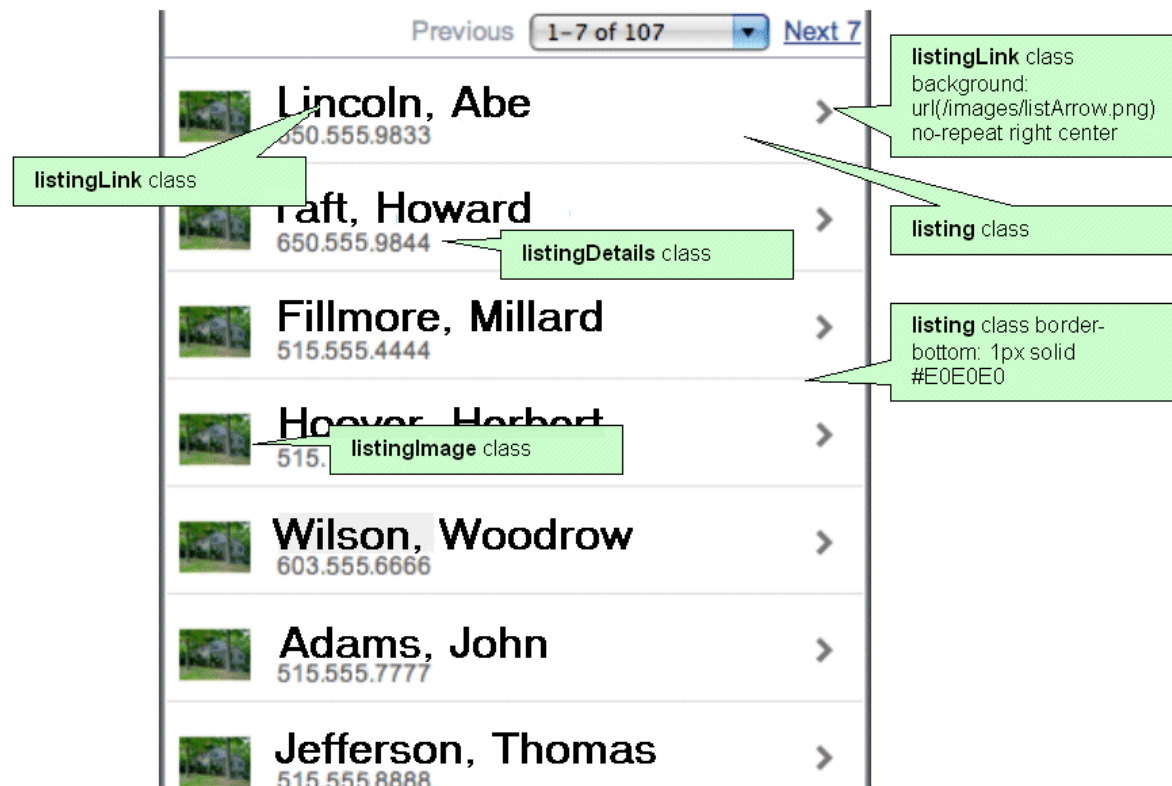 Previous 1-7 of 107 Next 7
listingLink class
background:
url(/images/listArrow.png)
no-repeat right center
Lincoln, Abe
650.555.9833
listingLink class
listing class
Taft, Howard
650.555.9844
listingDetails class
Fillmore, Millard
515.555.4444
listing class border-
bottom: 1px solid
#E0E0E0
Hoover, Herbert
515.
listingImage class
Wilson, Woodrow
603.555.6666
Adams, John
515.555.7777
Jefferson, Thomas
515.555.8888